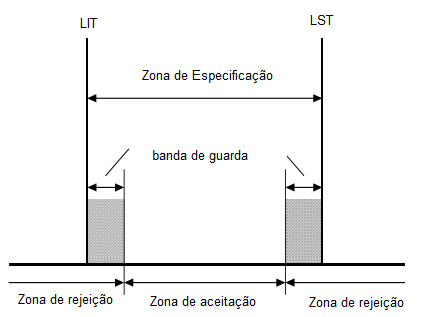 LIT
LST
Zona de Especificação
banda de guarda
Zona de rejeição
Zona de aceitação
Zona de rejeição